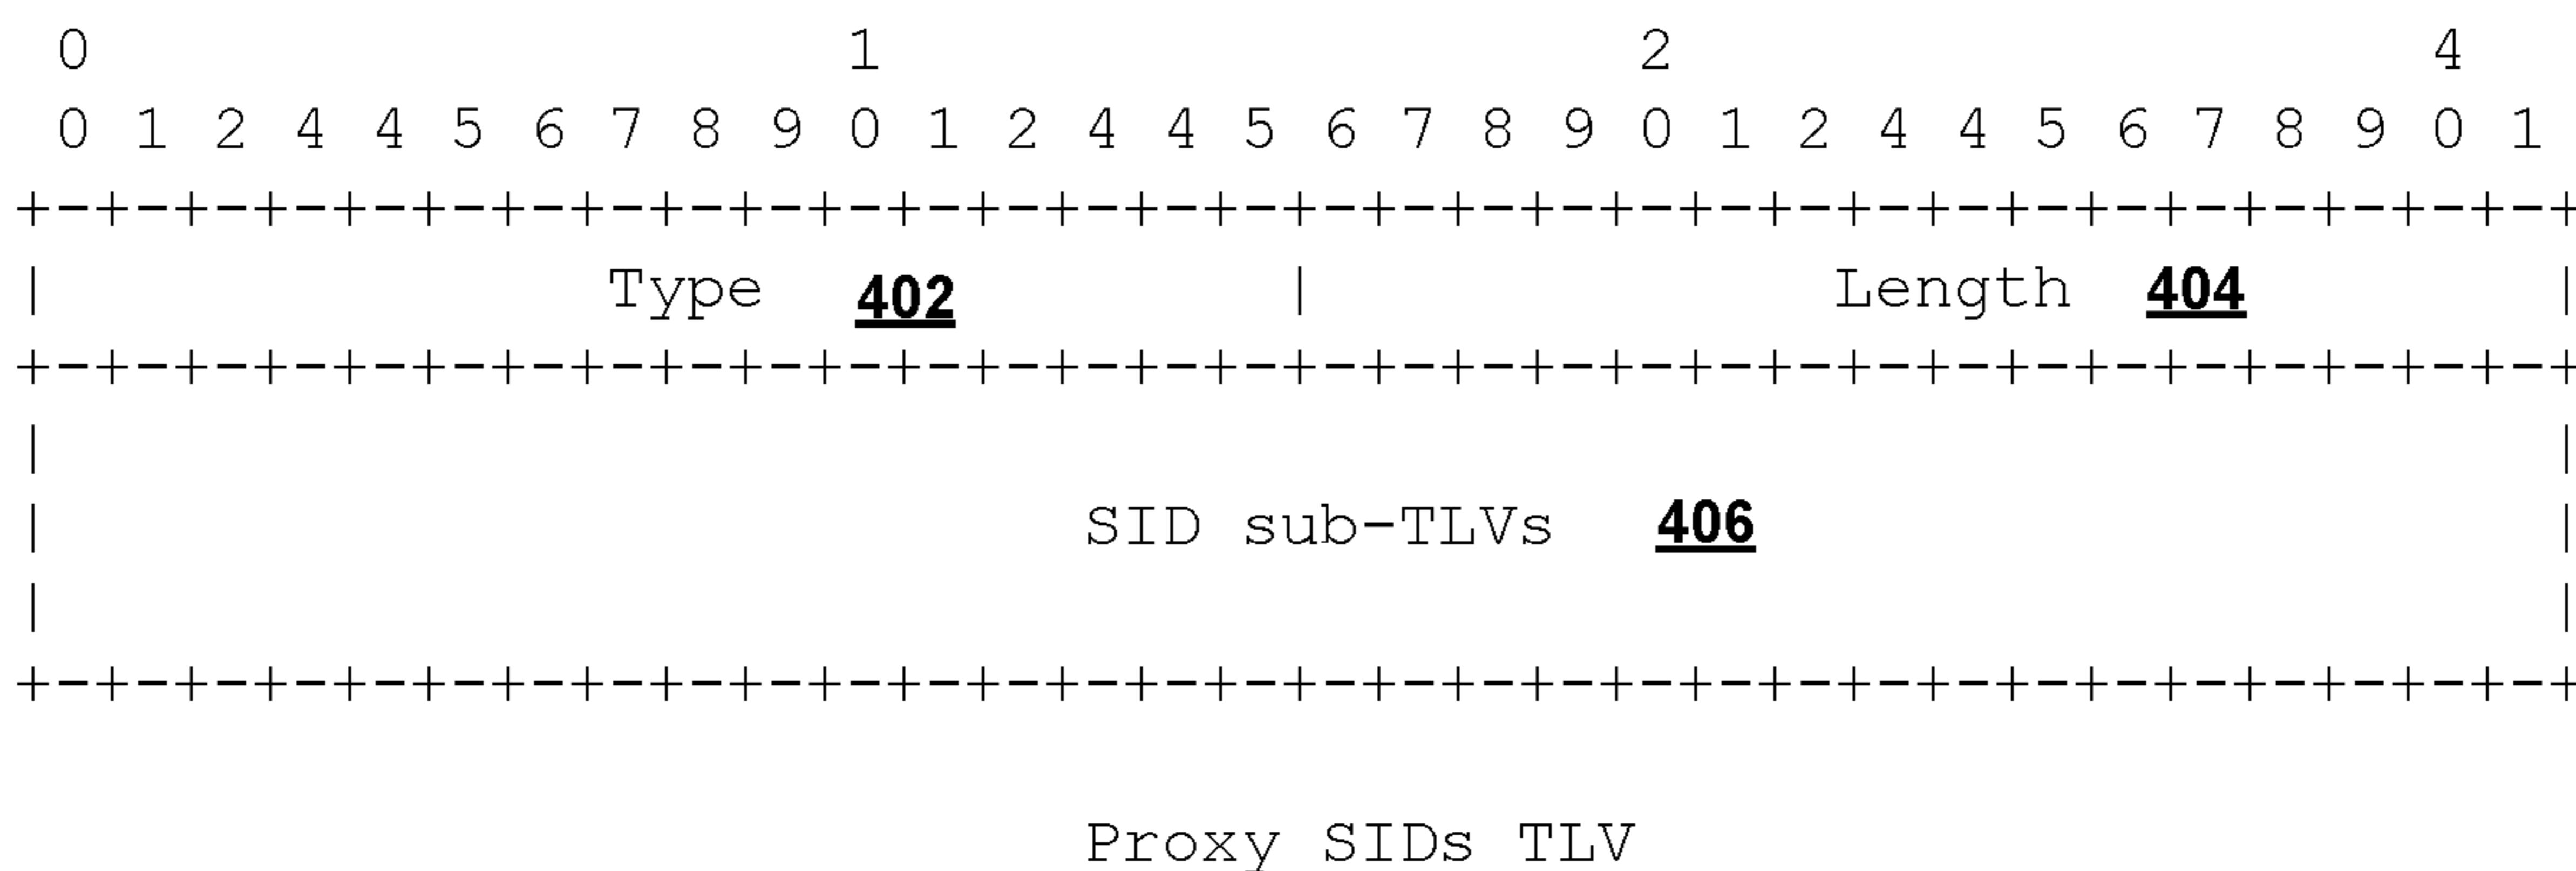 0 1 2 4
0 1 2 4 4 5 6 7 8 9 0 1 2 4 4 5 6 7 8 9 0 1 2 4 4 5 6 7 8 9 0 1
+-+-+-+-+-+-+-+-+-+-+-+-+-+-+-+-+-+-+-+-+-+-+-+-+-+-+-+-+-+-+-+-+
| Type 402 | Length 404 |
+-+-+-+-+-+-+-+-+-+-+-+-+-+-+-+-+-+-+-+-+-+-+-+-+-+-+-+-+-+-+-+-+
| |
| SID sub-TLVs 406 |
| |
+-+-+-+-+-+-+-+-+-+-+-+-+-+-+-+-+-+-+-+-+-+-+-+-+-+-+-+-+-+-+-+-+
Proxy SIDs TLV